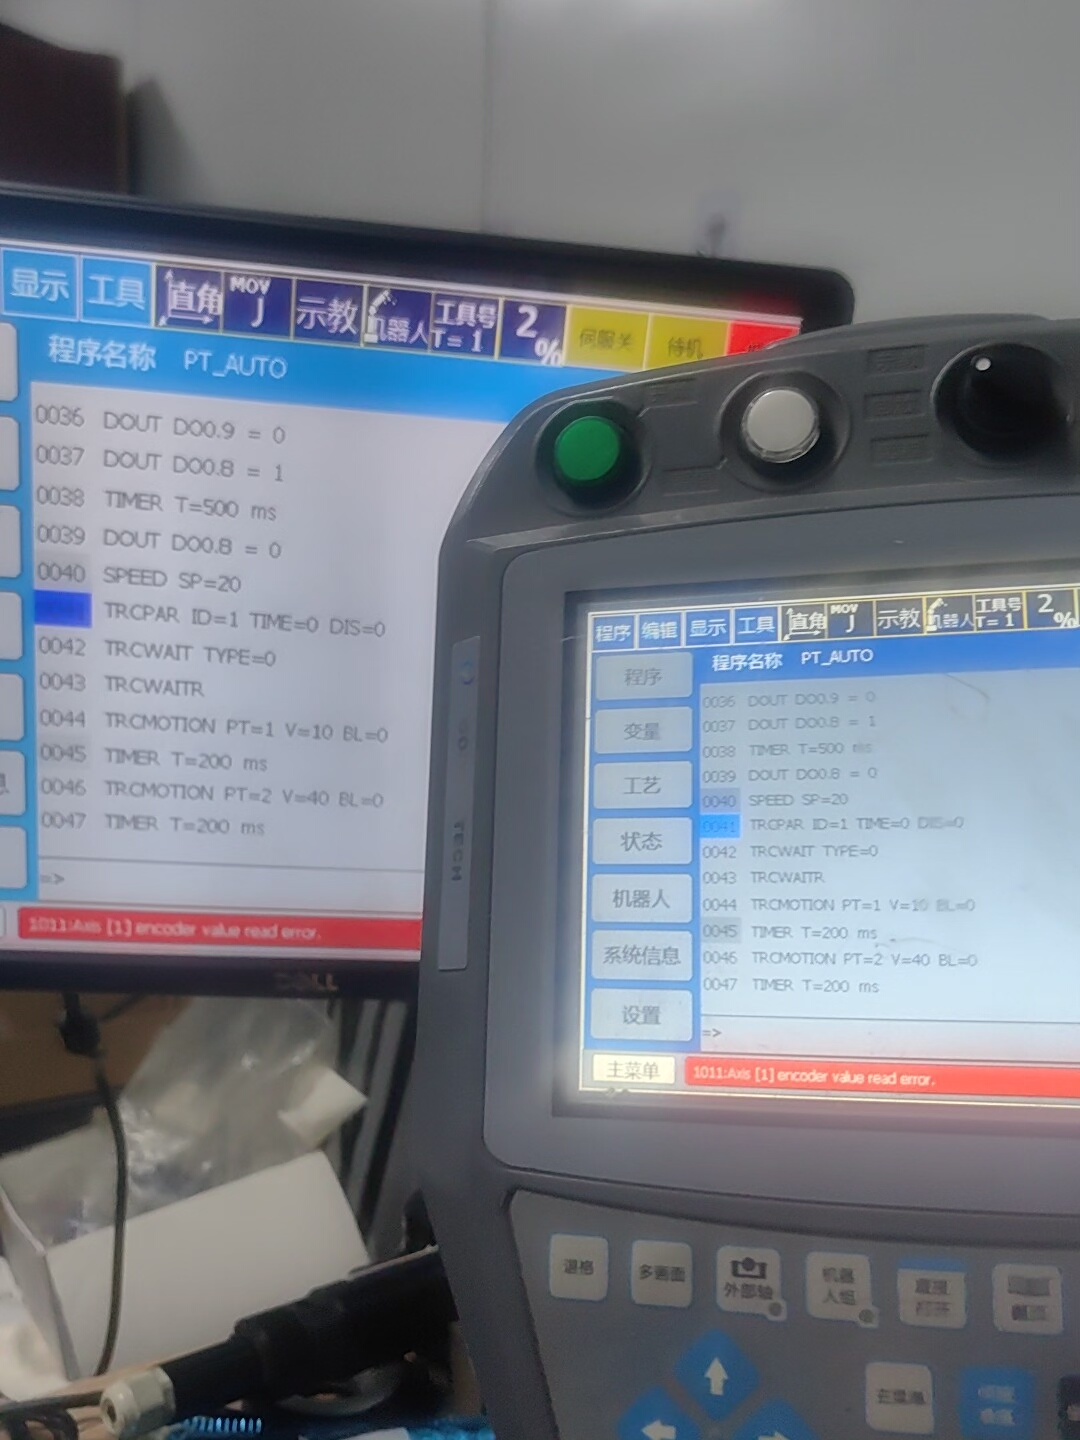 显示 工具 直角 MOV J 示教 机器人 工具号 T= 1 2 % 伺服关 待机
程序名称 PT_AUTO
0036 DOUT DO0.9 = 0
0037 DOUT DO0.8 = 1
0038 TIMER T=500 ms
0039 DOUT DO0.8 = 0
0040 SPEED SP=20
TRCPAR ID=1 TIME=0 DIS=0
0042 TRCWAIT TYPE=0
0043 TRCWAITR
0044 TRCMOTION PT=1 V=10 BL=0
0045 TIMER T=200 ms
0046 TRCMOTION PT=2 V=40 BL=0
0047 TIMER T=200 ms
=>
1011:Axis [1] encoder value read error.
DELL
TECH
程序 编辑 显示 工具 直角 MOV J 示教 机器人 工具号 T= 1 2 %
程序名称 PT_AUTO
程序
变量
工艺
状态
机器人
系统信息
设置
0036 DOUT DO0.9 = 0
0037 DOUT DO0.8 = 1
0038 TIMER T=500 ms
0039 DOUT DO0.8 = 0
0040 SPEED SP=20
0041 TRCPAR ID=1 TIME=0 DIS=0
0042 TRCWAIT TYPE=0
0043 TRCWAITR
0044 TRCMOTION PT=1 V=10 BL=0
0045 TIMER T=200 ms
0046 TRCMOTION PT=2 V=40 BL=0
0047 TIMER T=200 ms
=>
主菜单 1011:Axis [1] encoder value read error.
退格 多画面 外部轴 机器人组 直接打开